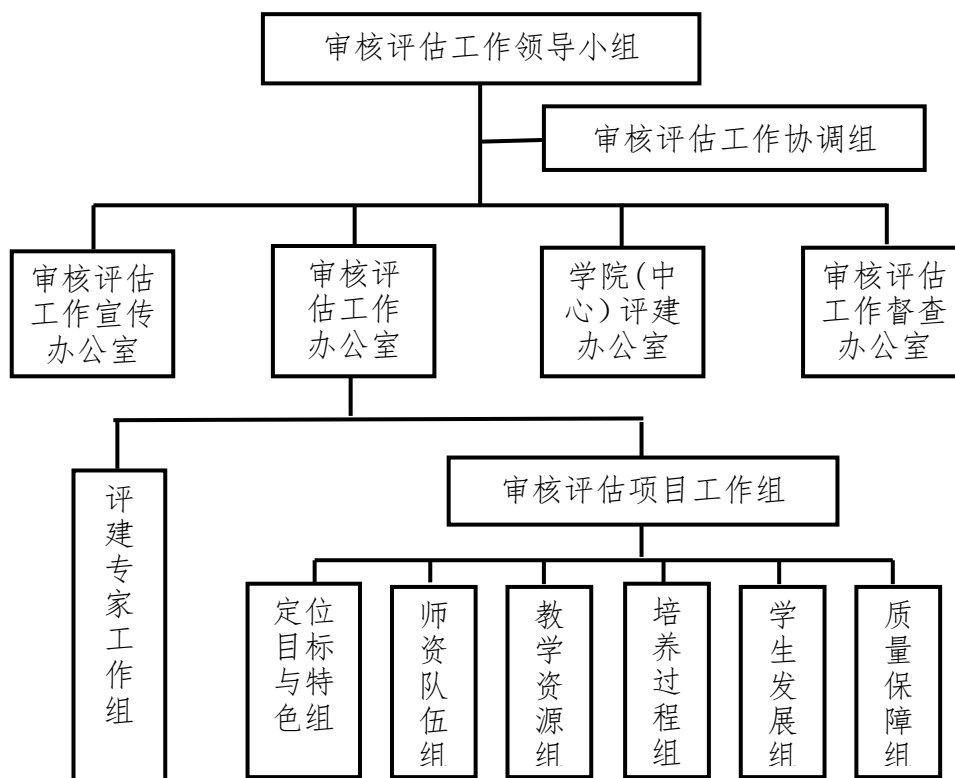 审核评估工作领导小组
审核评估工作协调组
审核评估
工作宣传
办公室
审核评
估工作
办公室
学院(中
心)评建
办公室
审核评估
工作督查
办公室
评建专家工作组
审核评估项目工作组
定位
目标
与特
色组
师资队伍组
教学资源组
培养过程组
学生发展组
质量保障组